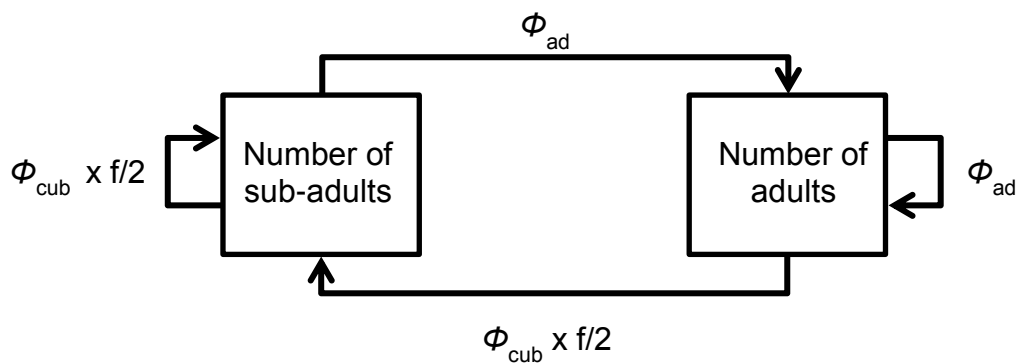 Φad
Number of
sub-adults
Number of
adults
Φcub x f/2
Φad
Φcub x f/2